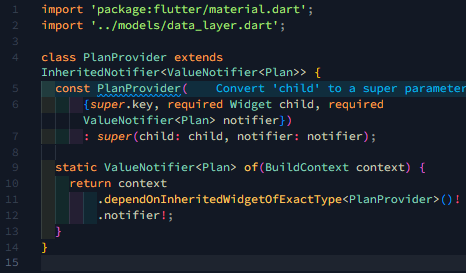 1 import 'package:flutter/material.dart';
2 import '../models/data_layer.dart';
3
4 class PlanProvider extends
InheritedNotifier<ValueNotifier<Plan>> {
5 const PlanProvider( Convert 'child' to a super parameter
6 {super.key, required Widget child, required
ValueNotifier<Plan> notifier})
7 : super(child: child, notifier: notifier);
8
9 static ValueNotifier<Plan> of(BuildContext context) {
10 return context
11 .dependOnInheritedWidgetOfExactType<PlanProvider>()!
12 .notifier!;
13 }
14 }
15